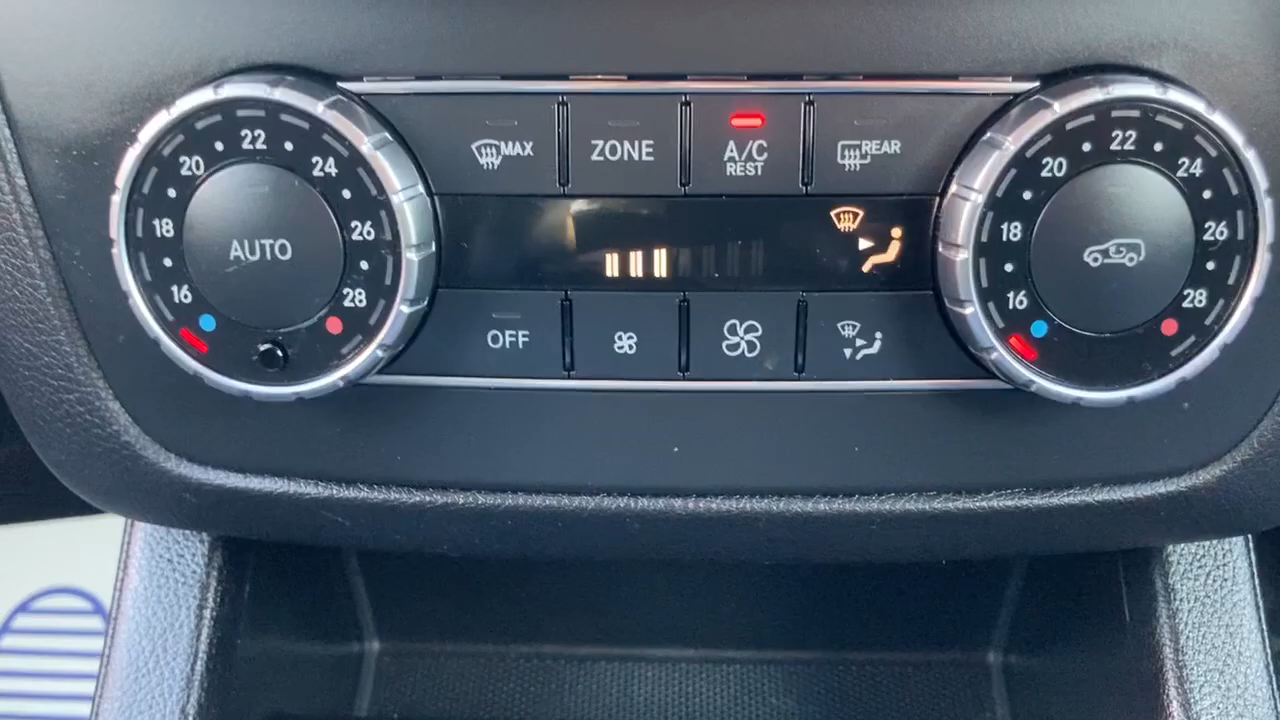 MAX
ZONE
A/C
REST
REAR
16 18 20 22 24 26 28
AUTO
16 18 20 22 24 26 28
OFF